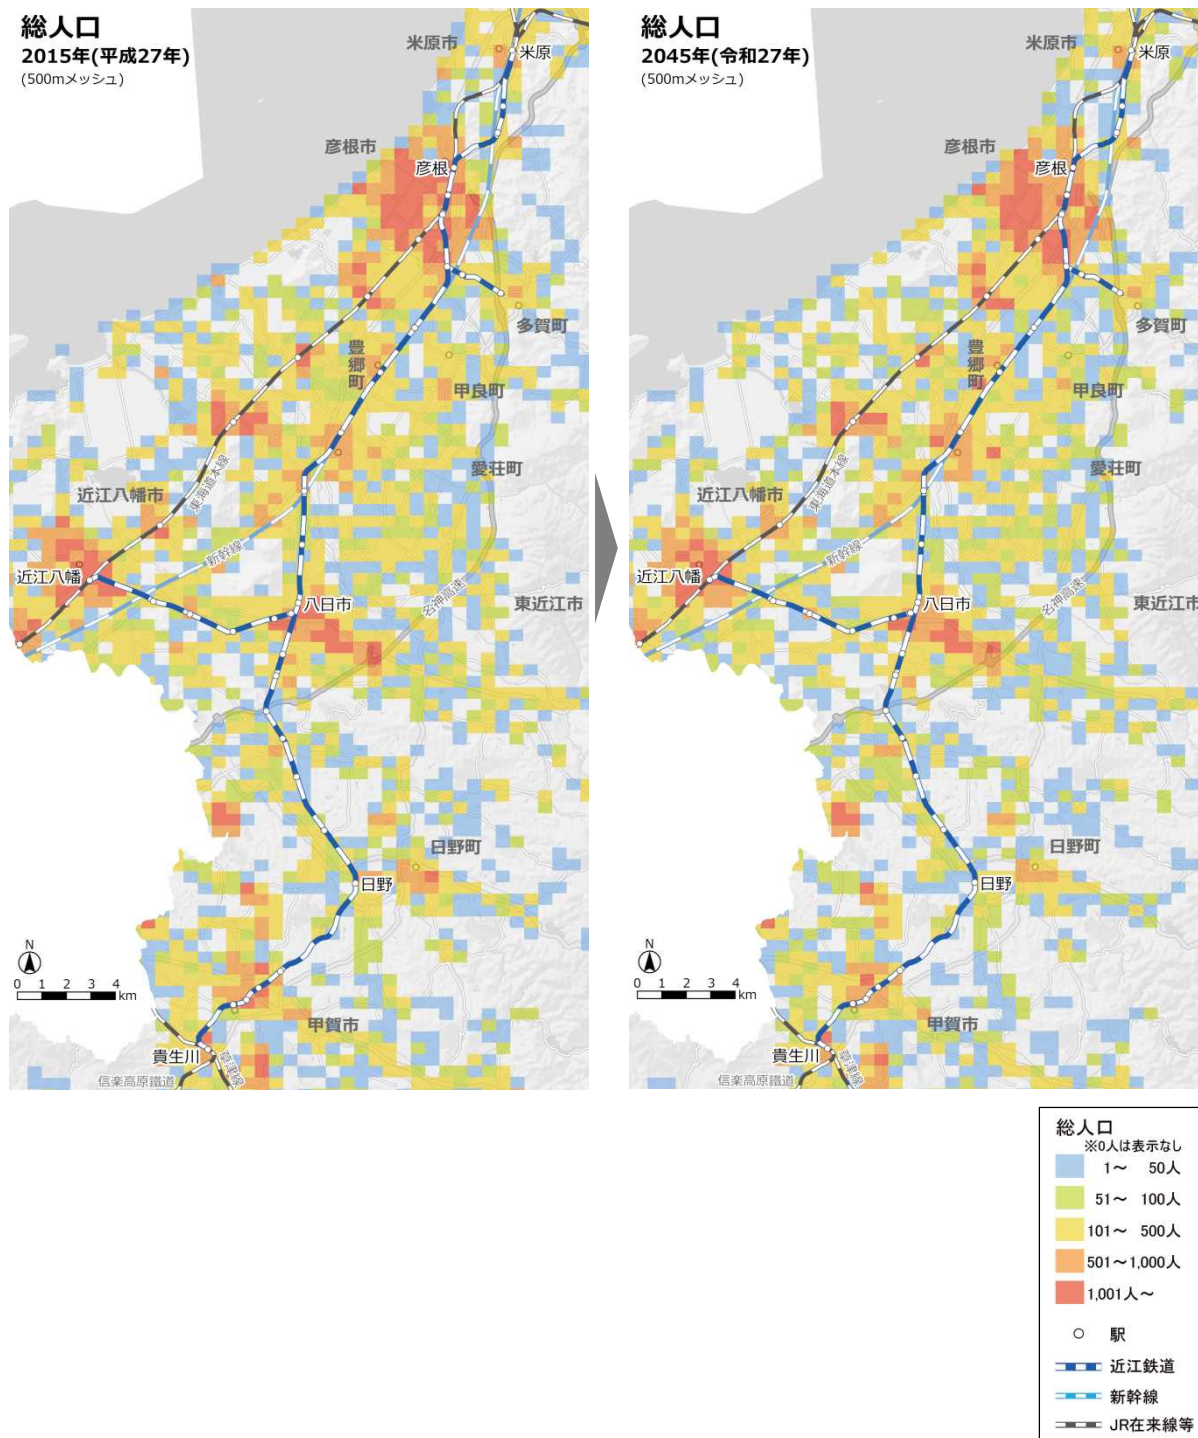 総人口
2015年(平成27年)
(500mメッシュ)
米原市
米原
彦根市
彦根
多賀町
豊郷町
甲良町
愛荘町
近江八幡市
東海道本線
新幹線
近江八幡
八日市
名神高速
東近江市
日野町
日野
N
0 1 2 3 4
km
甲賀市
貴生川
草津線
信楽高原鐵道
総人口
2045年(令和27年)
(500mメッシュ)
米原市
米原
彦根市
彦根
多賀町
豊郷町
甲良町
愛荘町
近江八幡市
東海道本線
新幹線
近江八幡
八日市
名神高速
東近江市
日野町
日野
N
0 1 2 3 4
km
甲賀市
貴生川
草津線
信楽高原鐵道
総人口
※0人は表示なし
1～ 50人
51～ 100人
101～ 500人
501～1,000人
1,001人～
駅
近江鉄道
新幹線
JR在来線等